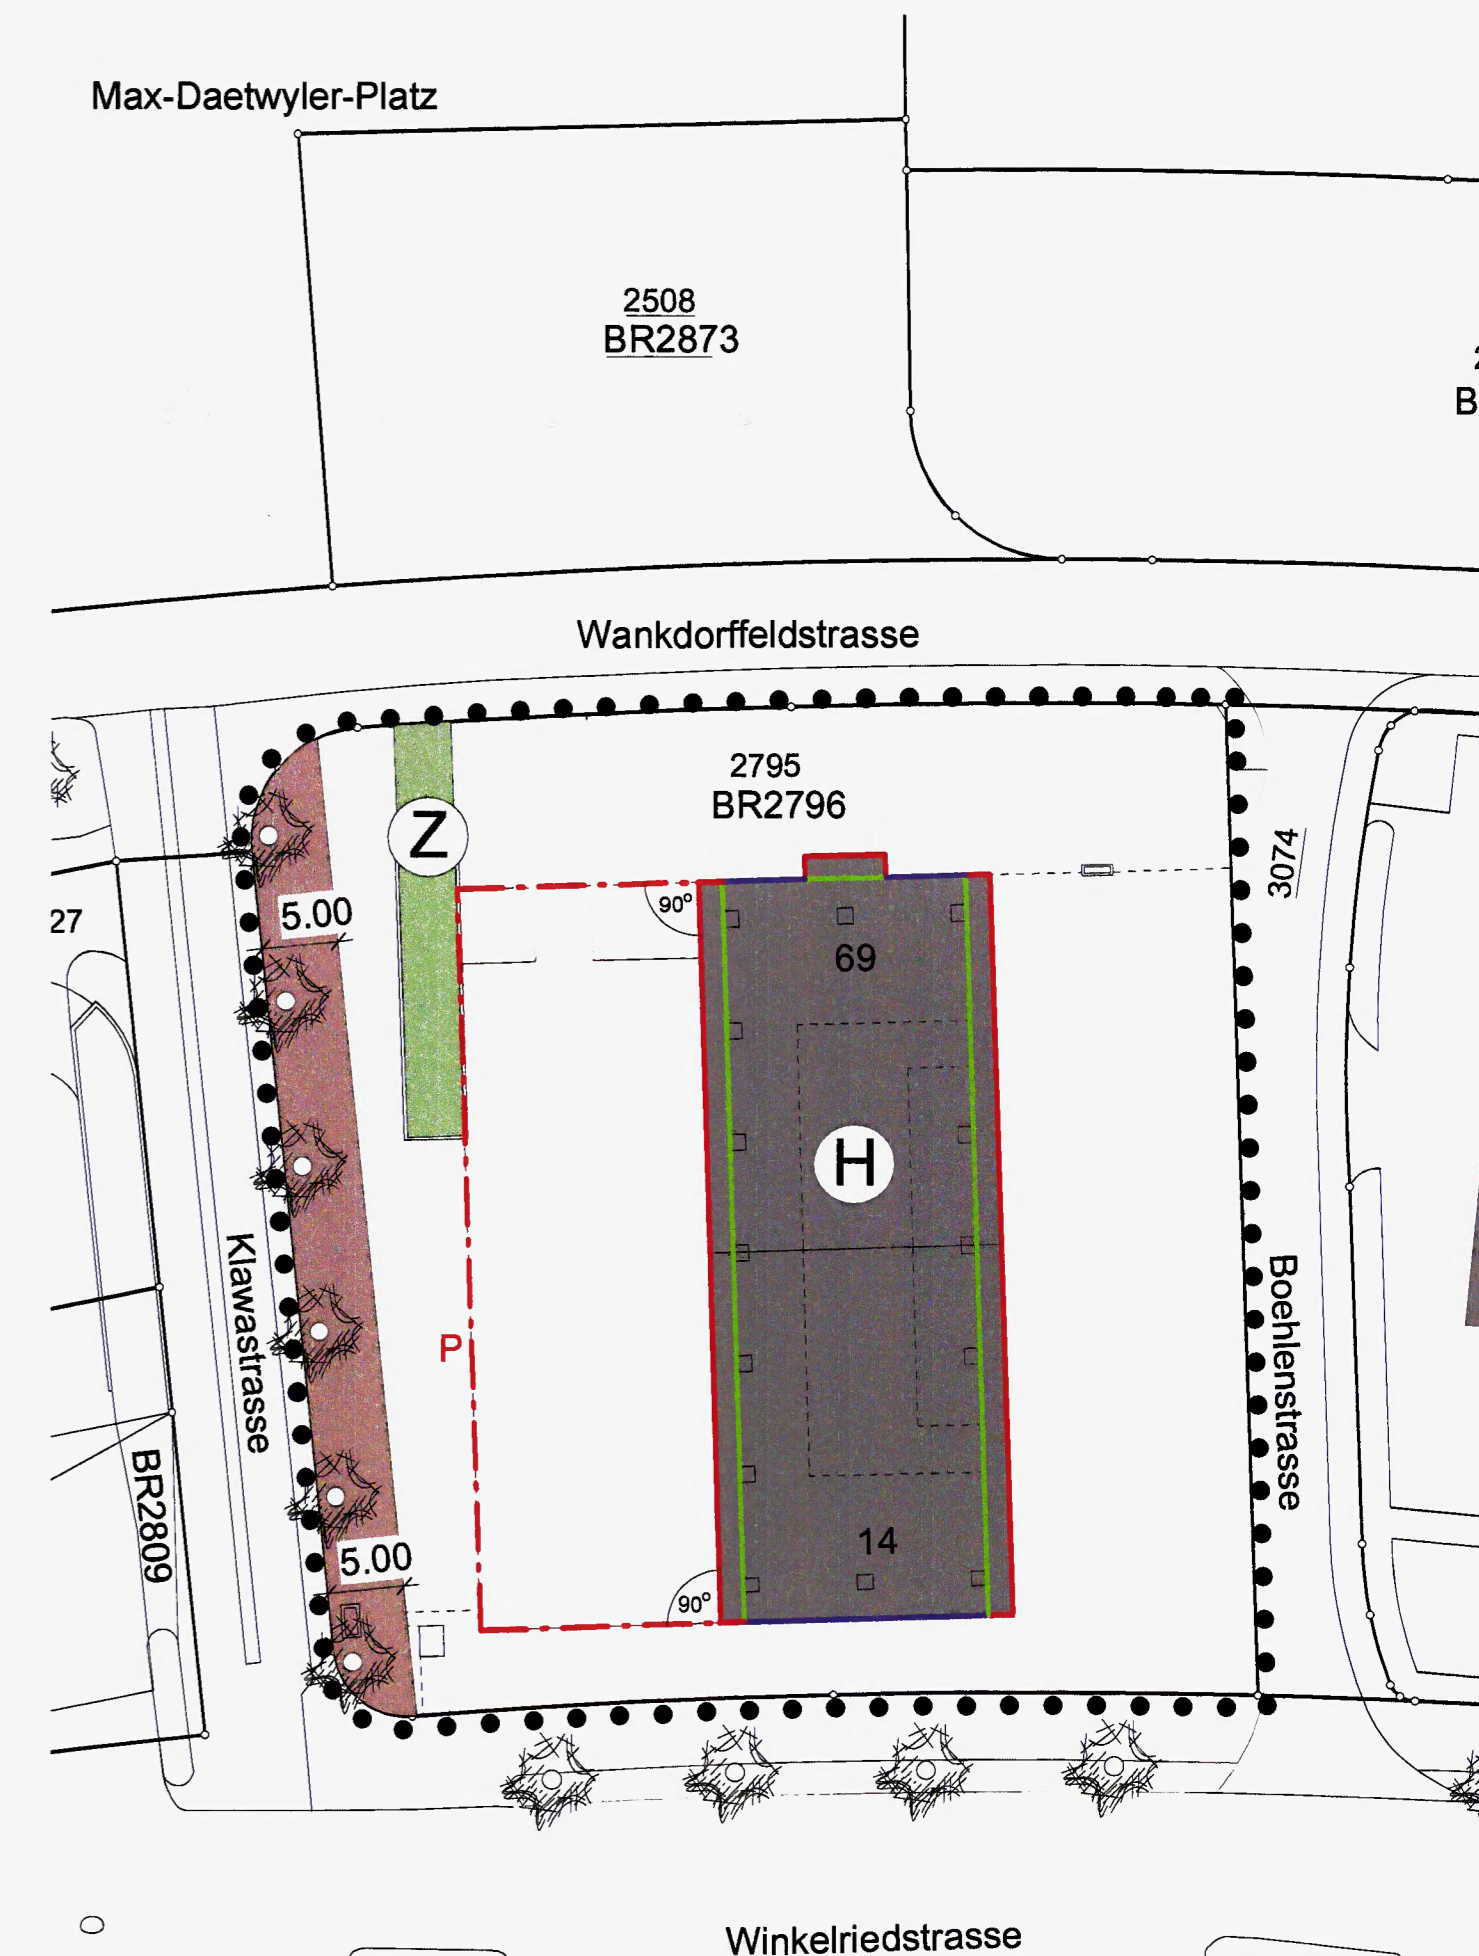 Max-Daetwyler-Platz
2508
BR2873
B
Wankdorffeldstrasse
2795
BR2796
Z
3074
27
5.00
90°
69
H
Klawastrasse
Boehlenstrasse
P
BR2809
5.00
14
90°
Winkelriedstrasse